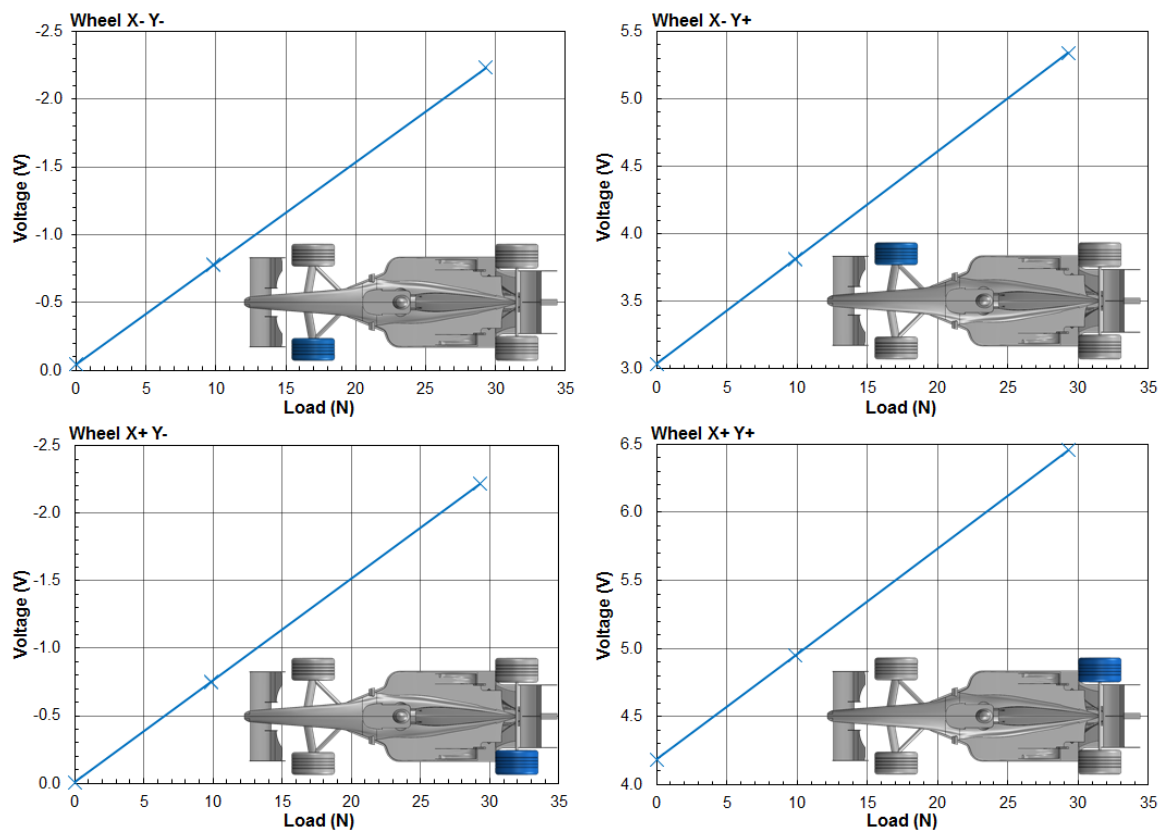 Wheel X- Y-
-2.5
-2.0
-1.5
-1.0
-0.5
0.0
Voltage (V)
0 5 10 15 20 25 30 35
Load (N)
Wheel X- Y+
5.5
5.0
4.5
4.0
3.5
3.0
Voltage (V)
0 5 10 15 20 25 30 35
Load (N)
Wheel X+ Y-
-2.5
-2.0
-1.5
-1.0
-0.5
0.0
Voltage (V)
0 5 10 15 20 25 30 35
Load (N)
Wheel X+ Y+
6.5
6.0
5.5
5.0
4.5
4.0
Voltage (V)
0 5 10 15 20 25 30 35
Load (N)